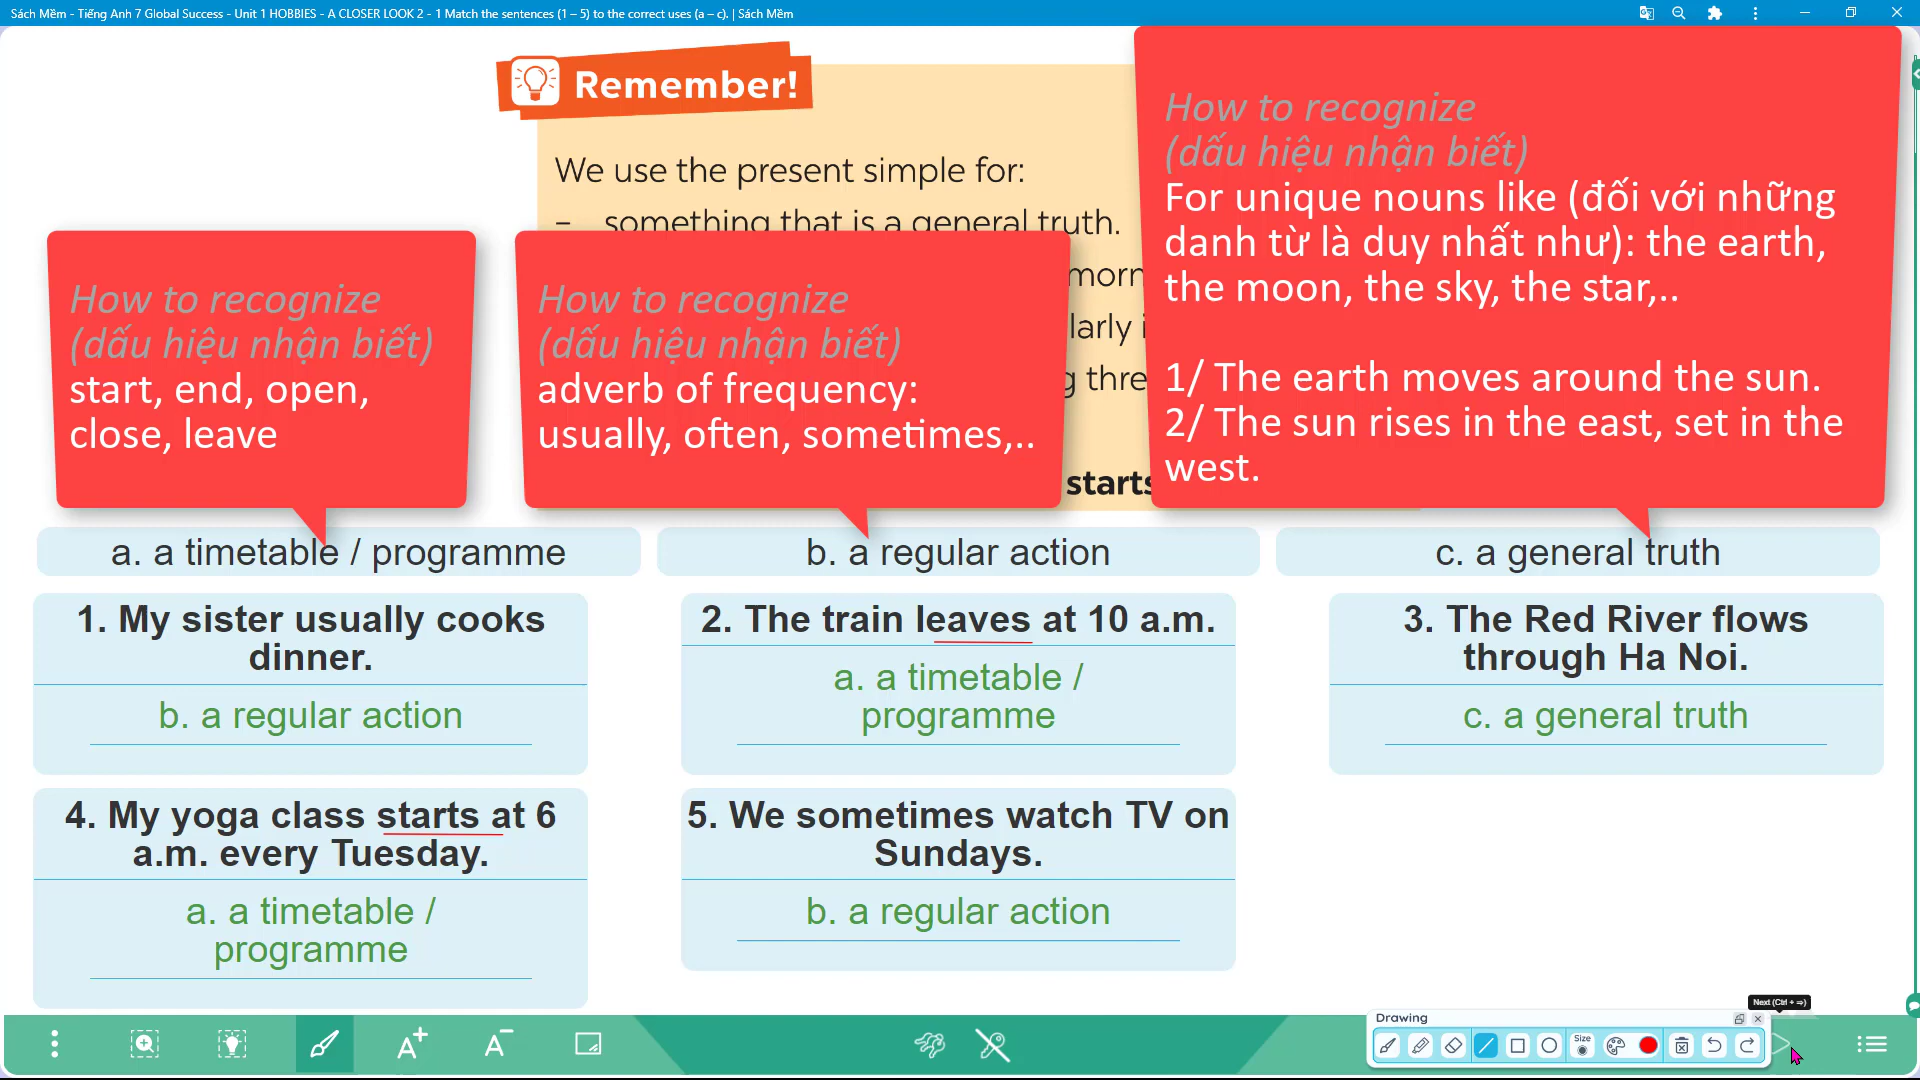 Sách Mềm - Tiếng Anh 7 Global Success - Unit 1 HOBBIES - A CLOSER LOOK 2 - 1 Match the sentences (1 – 5) to the correct uses (a – c). | Sách Mềm
Remember!
We use the present simple for:
– something that is a general truth.
morn
larly i
g thre
starts
How to recognize
(dấu hiệu nhận biết)
start, end, open,
close, leave
How to recognize
(dấu hiệu nhận biết)
adverb of frequency:
usually, often, sometimes,..
How to recognize
(dấu hiệu nhận biết)
For unique nouns like (đối với những
danh từ là duy nhất như): the earth,
the moon, the sky, the star,..
1/ The earth moves around the sun.
2/ The sun rises in the east, set in the
west.
a. a timetable / programme
b. a regular action
c. a general truth
1. My sister usually cooks
dinner.
b. a regular action
2. The train leaves at 10 a.m.
a. a timetable /
programme
3. The Red River flows
through Ha Noi.
c. a general truth
4. My yoga class starts at 6
a.m. every Tuesday.
a. a timetable /
programme
5. We sometimes watch TV on
Sundays.
b. a regular action
Next (Ctrl + ⇒)
Drawing
Size
A+
A−